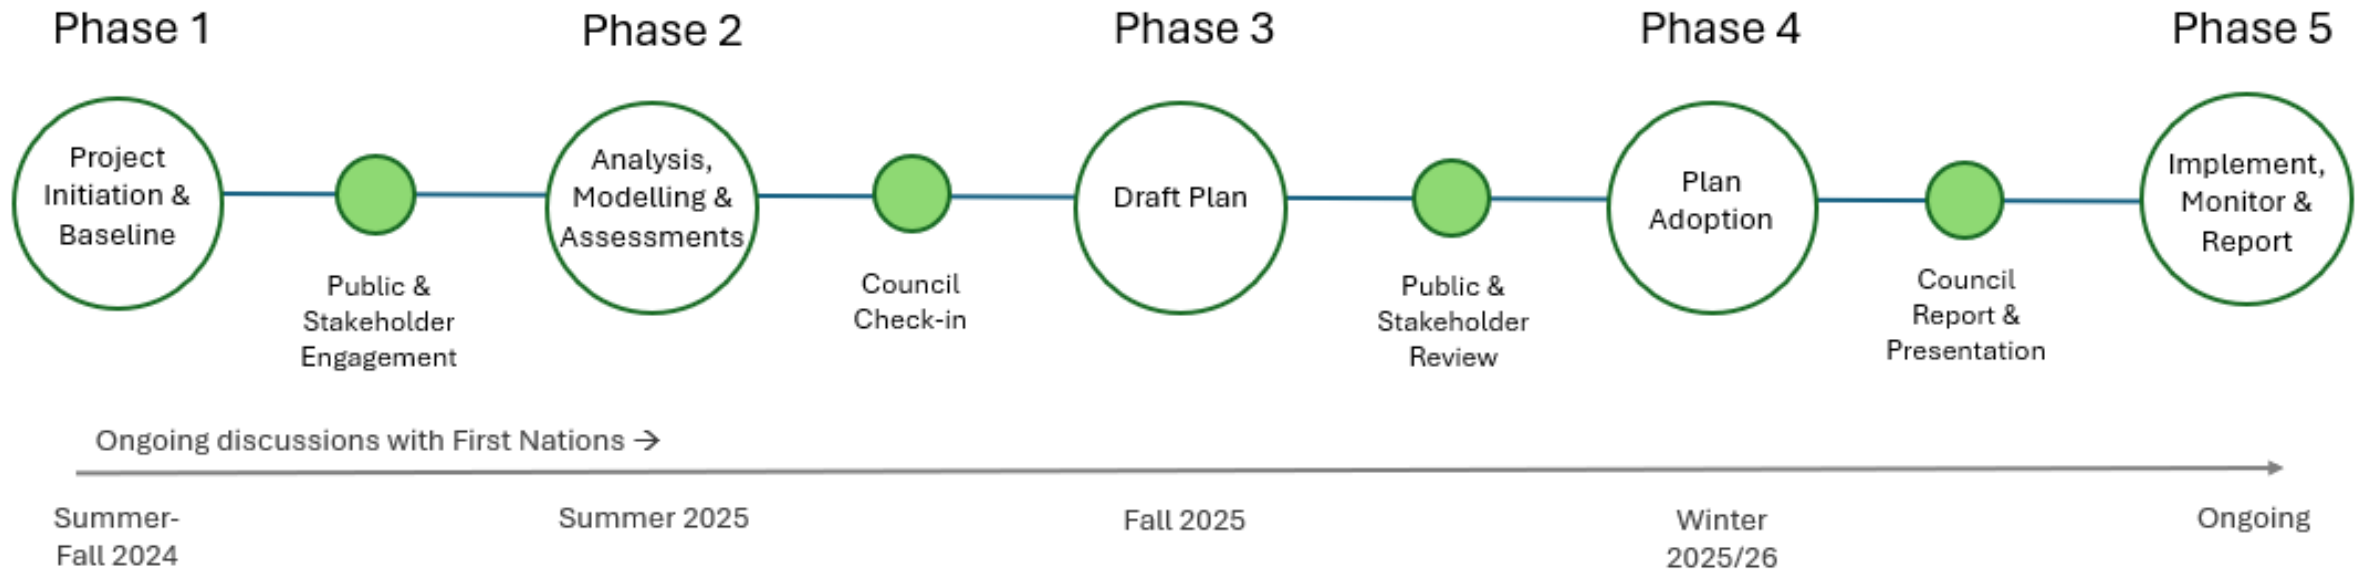 Phase 1
Phase 2
Phase 3
Phase 4
Phase 5
Project
Initiation &
Baseline
Analysis,
Modelling &
Assessments
Draft Plan
Plan
Adoption
Implement,
Monitor &
Report
Public &
Stakeholder
Engagement
Council
Check-in
Public &
Stakeholder
Review
Council
Report &
Presentation
Ongoing discussions with First Nations →
Summer-
Fall 2024
Summer 2025
Fall 2025
Winter
2025/26
Ongoing